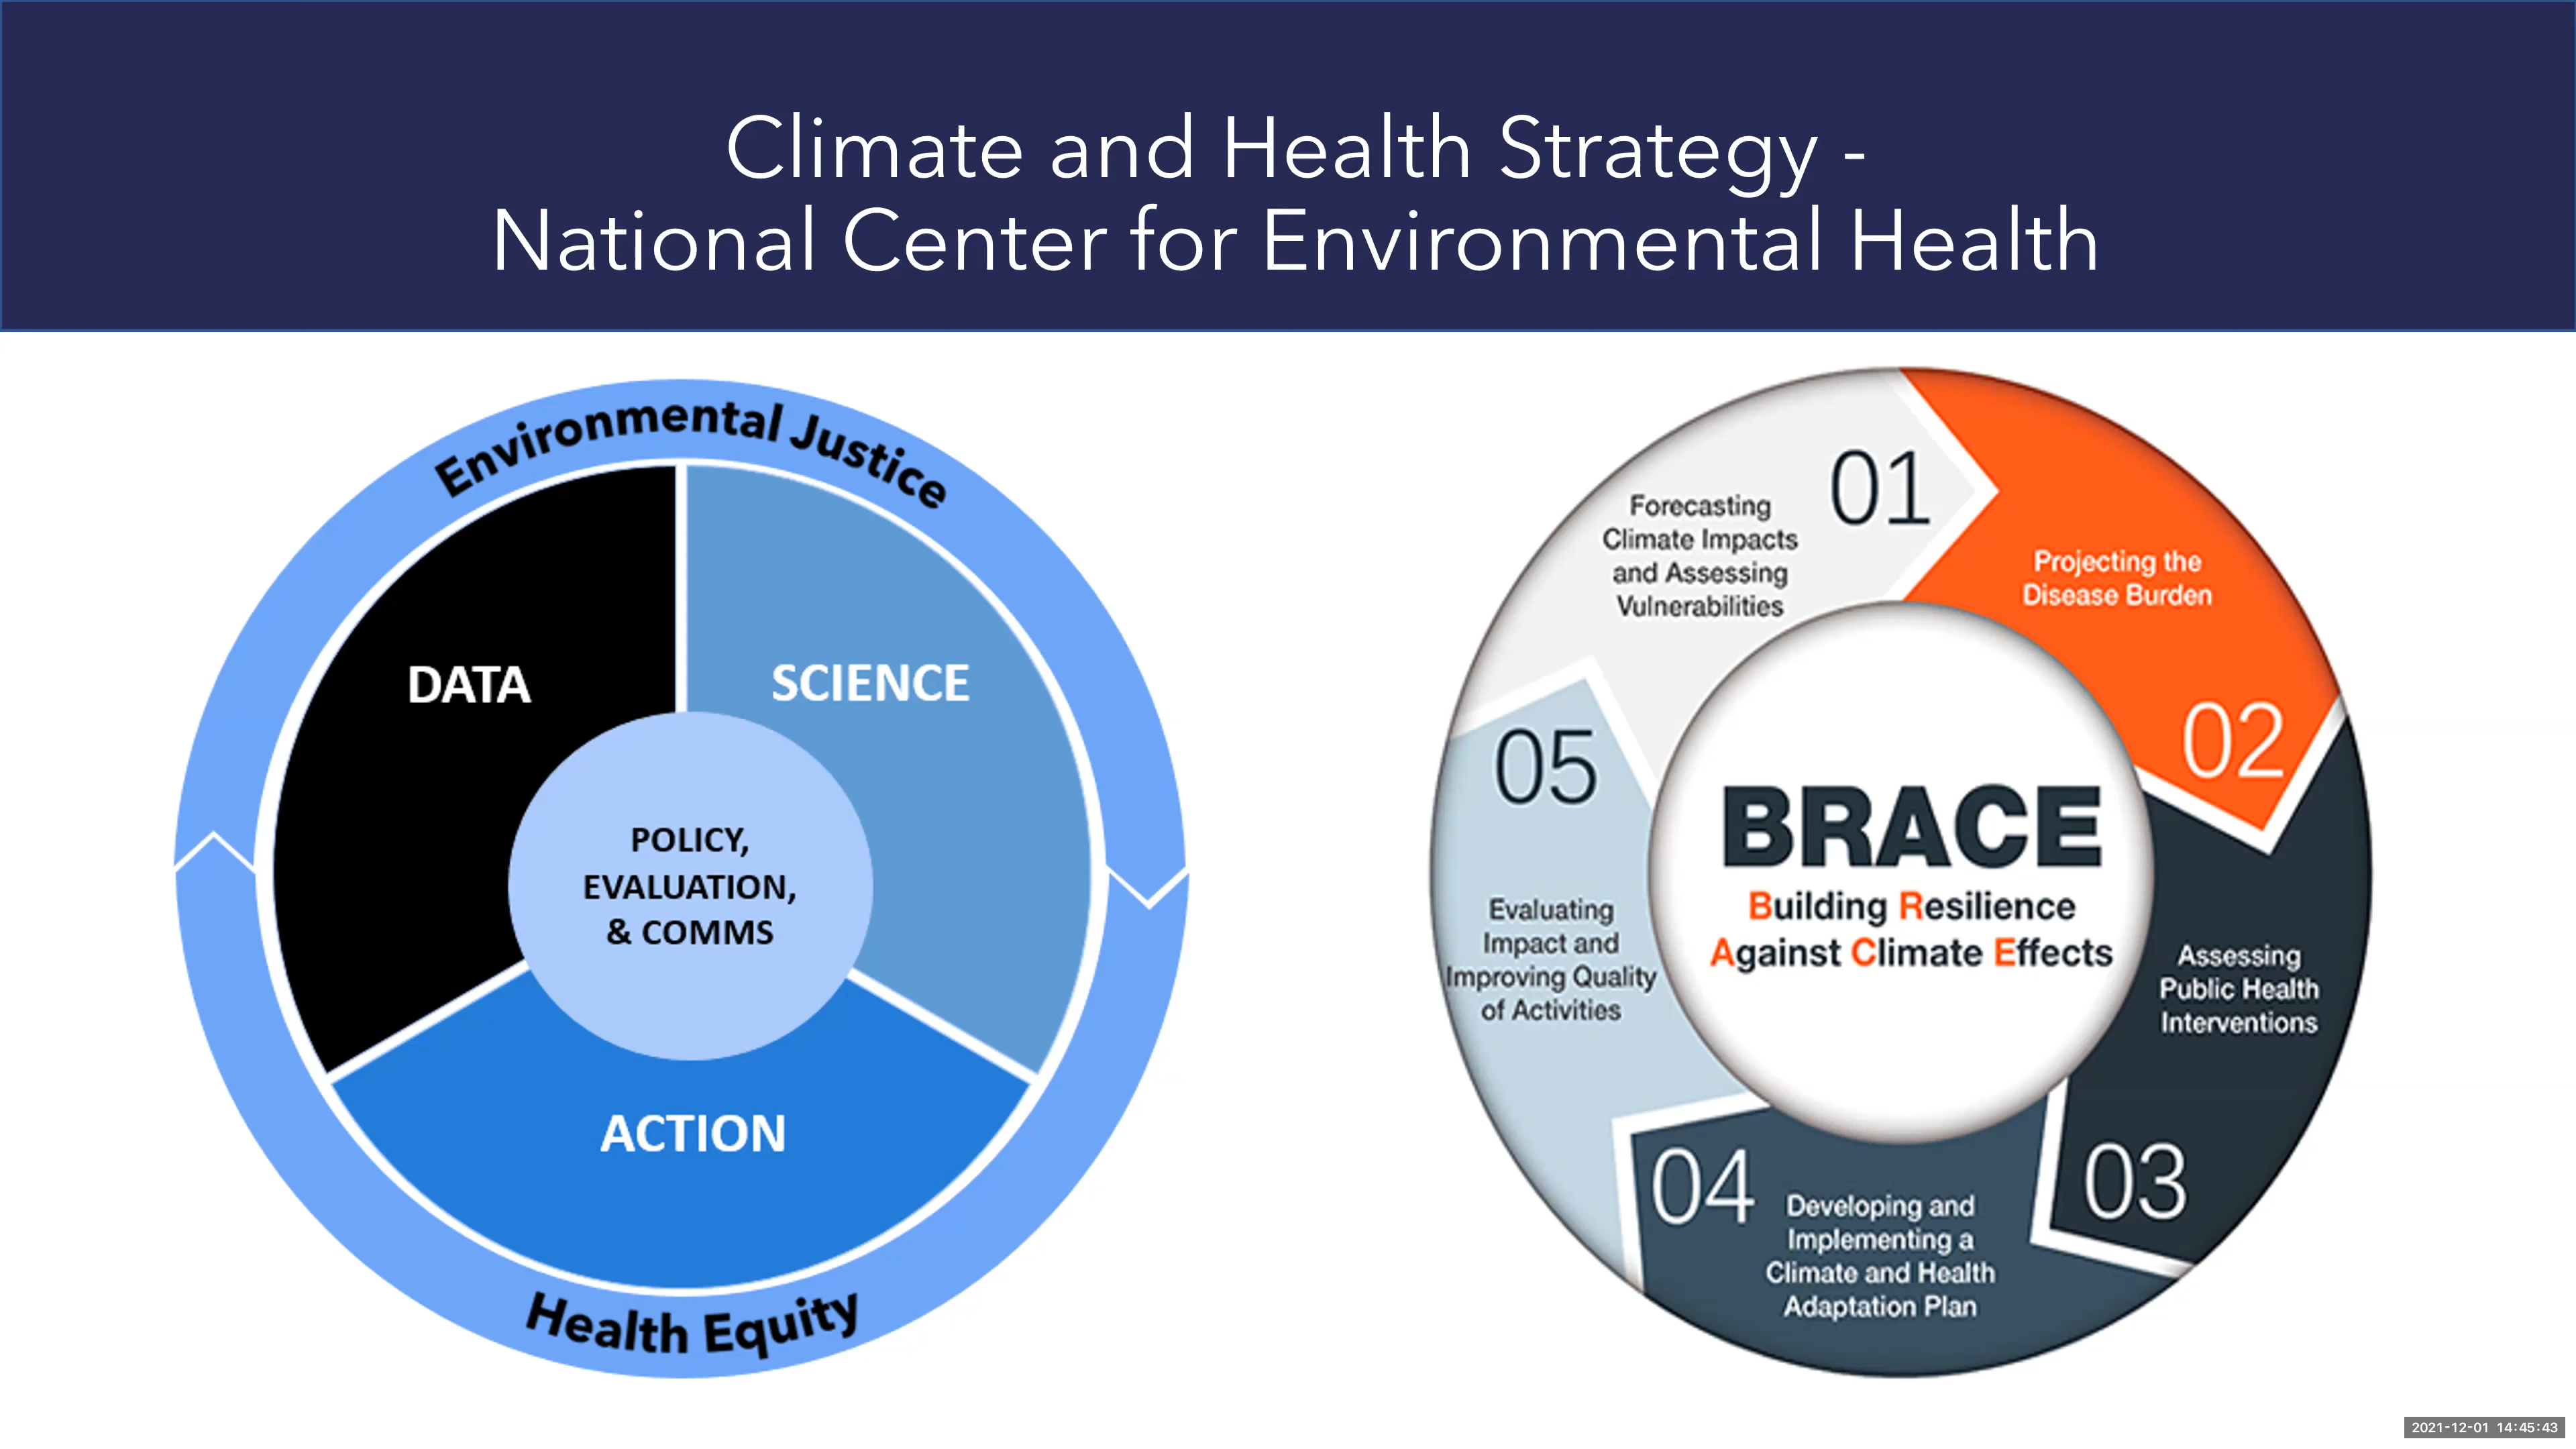 Climate and Health Strategy -
National Center for Environmental Health
Environmental Justice
DATA
SCIENCE
POLICY,
EVALUATION,
& COMMS
ACTION
Health Equity
01
Forecasting
Climate Impacts
and Assessing
Vulnerabilities
Projecting the
Disease Burden
02
Assessing
Public Health
Interventions
03
04
Developing and
Implementing a
Climate and Health
Adaptation Plan
05
Evaluating
Impact and
Improving Quality
of Activities
BRACE
Building Resilience
Against Climate Effects
2021-12-01 14:45:43